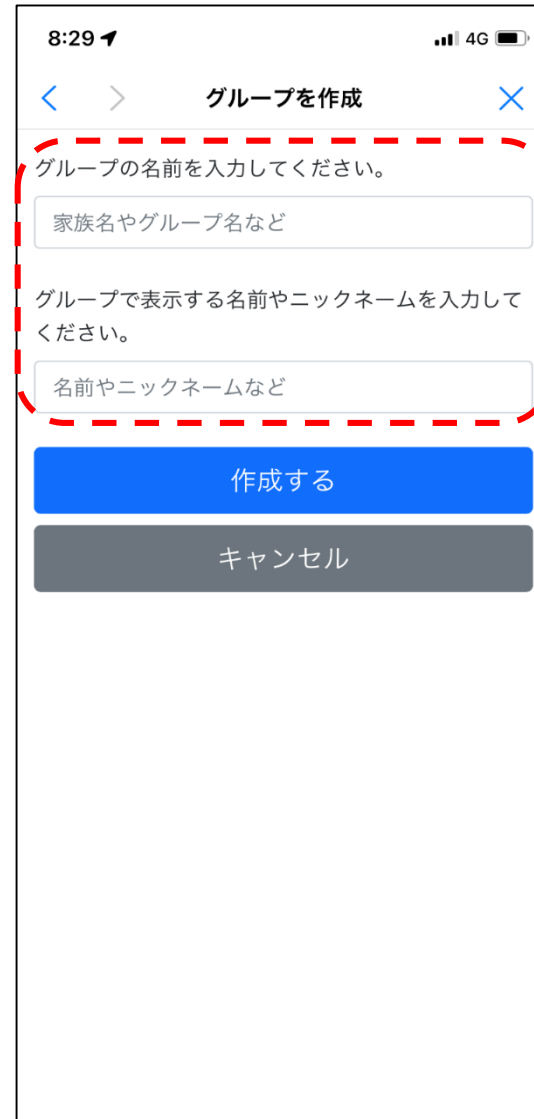 8:29
4G
グループを作成
グループの名前を入力してください。
家族名やグループ名など
グループで表示する名前やニックネームを入力して
ください。
名前やニックネームなど
作成する
キャンセル